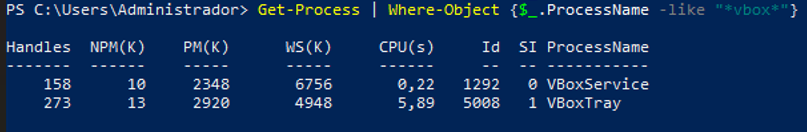 PS C:\Users\Administrador> Get-Process | Where-Object {$_.ProcessName -like "*vbox*"}
Handles NPM(K) PM(K) WS(K) CPU(s) Id SI ProcessName
------- ------ ----- ----- ------ -- -- -----------
158 10 2348 6756 0,22 1292 0 VBoxService
273 13 2920 4948 5,89 5008 1 VBoxTray